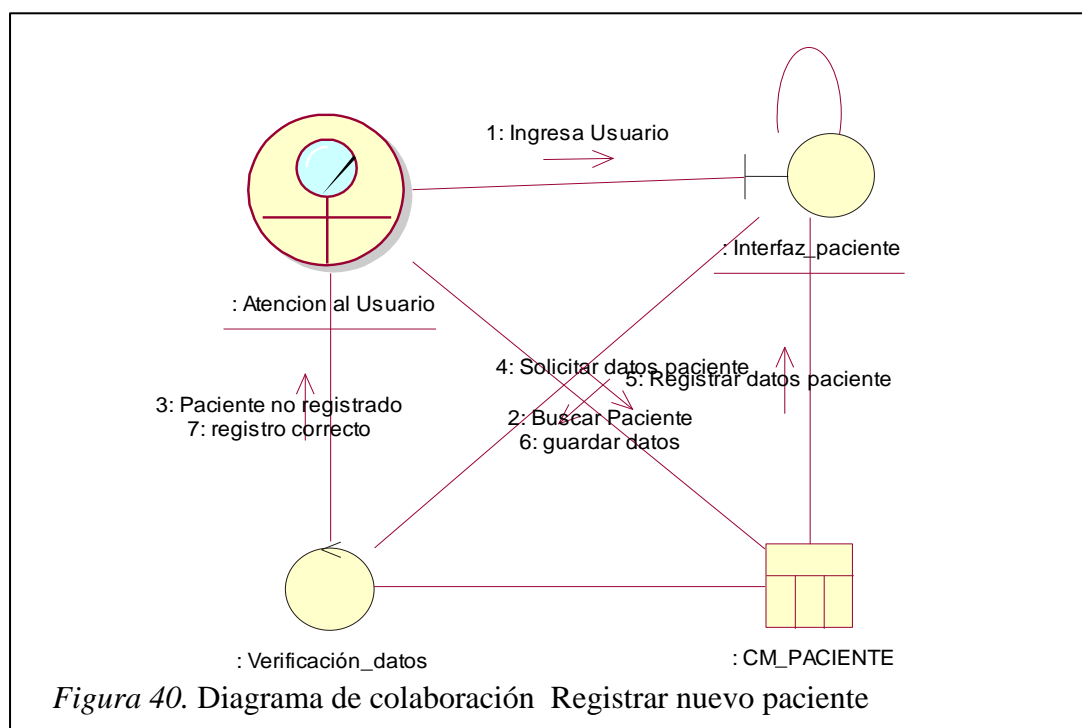 1: Ingresa Usuario
: Interfaz_paciente
: Atencion al Usuario
4: Solicitar datos paciente
5: Registrar datos paciente
3: Paciente no registrado
7: registro correcto
2: Buscar Paciente
6: guardar datos
: Verificación_datos
: CM_PACIENTE
Figura 40. Diagrama de colaboración Registrar nuevo paciente